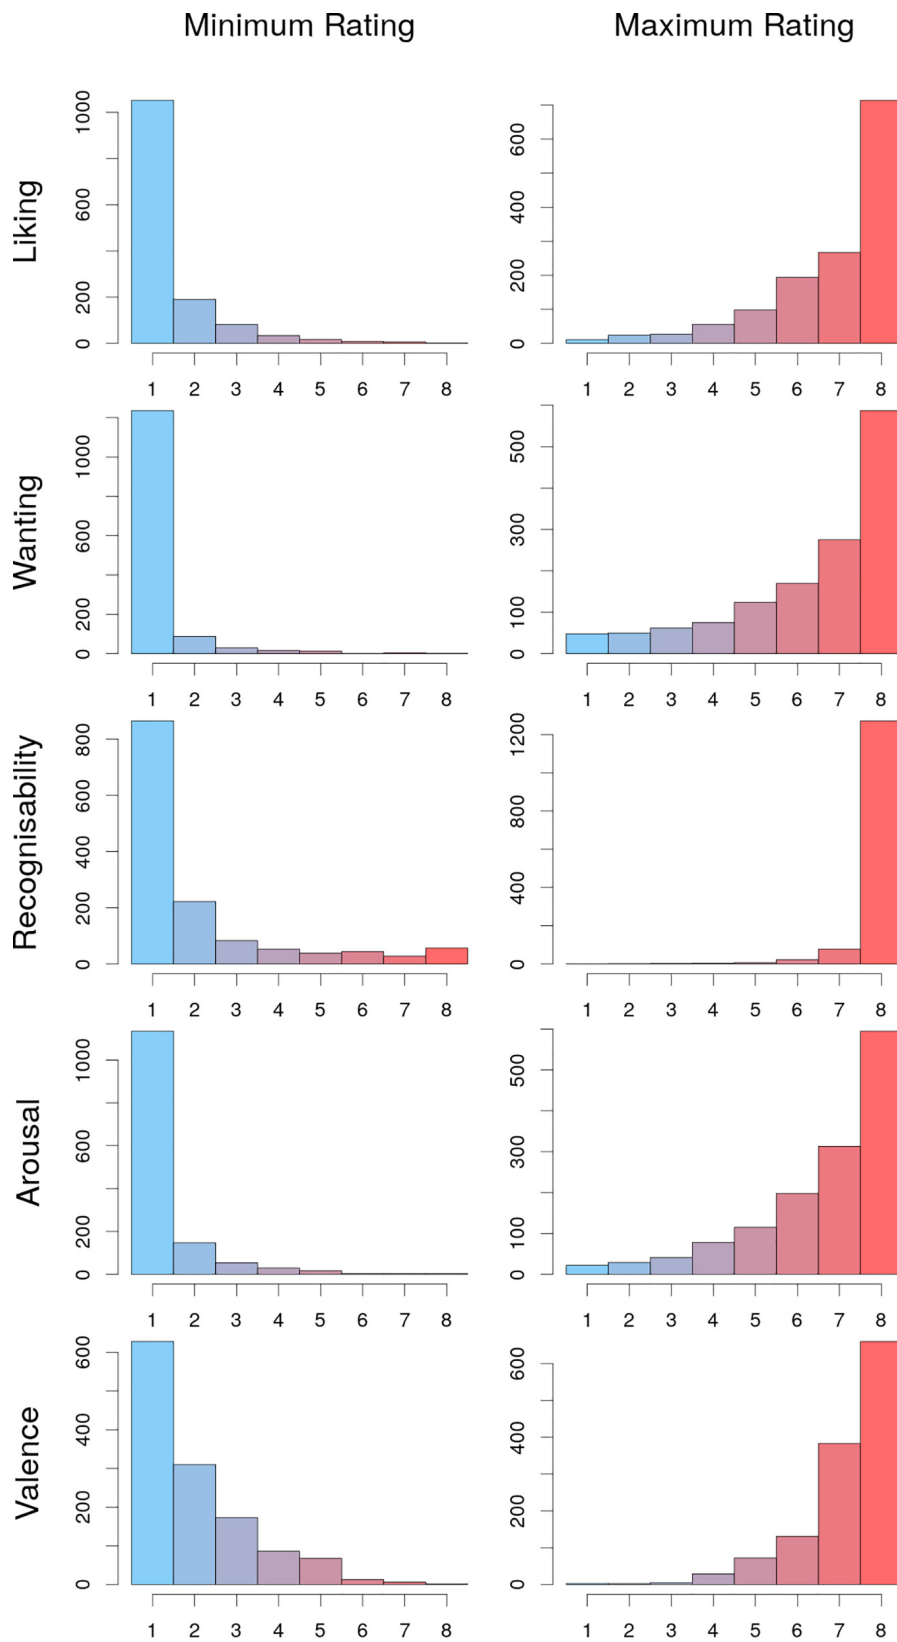 Minimum Rating
Maximum Rating
Liking
0 200 600 1000
1 2 3 4 5 6 7 8
0 200 400 600
1 2 3 4 5 6 7 8
Wanting
0 200 600 1000
1 2 3 4 5 6 7 8
0 100 300 500
1 2 3 4 5 6 7 8
Recognisability
0 200 400 600 800
1 2 3 4 5 6 7 8
0 400 800 1200
1 2 3 4 5 6 7 8
Arousal
0 200 600 1000
1 2 3 4 5 6 7 8
0 100 300 500
1 2 3 4 5 6 7 8
Valence
0 200 400 600
1 2 3 4 5 6 7 8
0 200 400 600
1 2 3 4 5 6 7 8